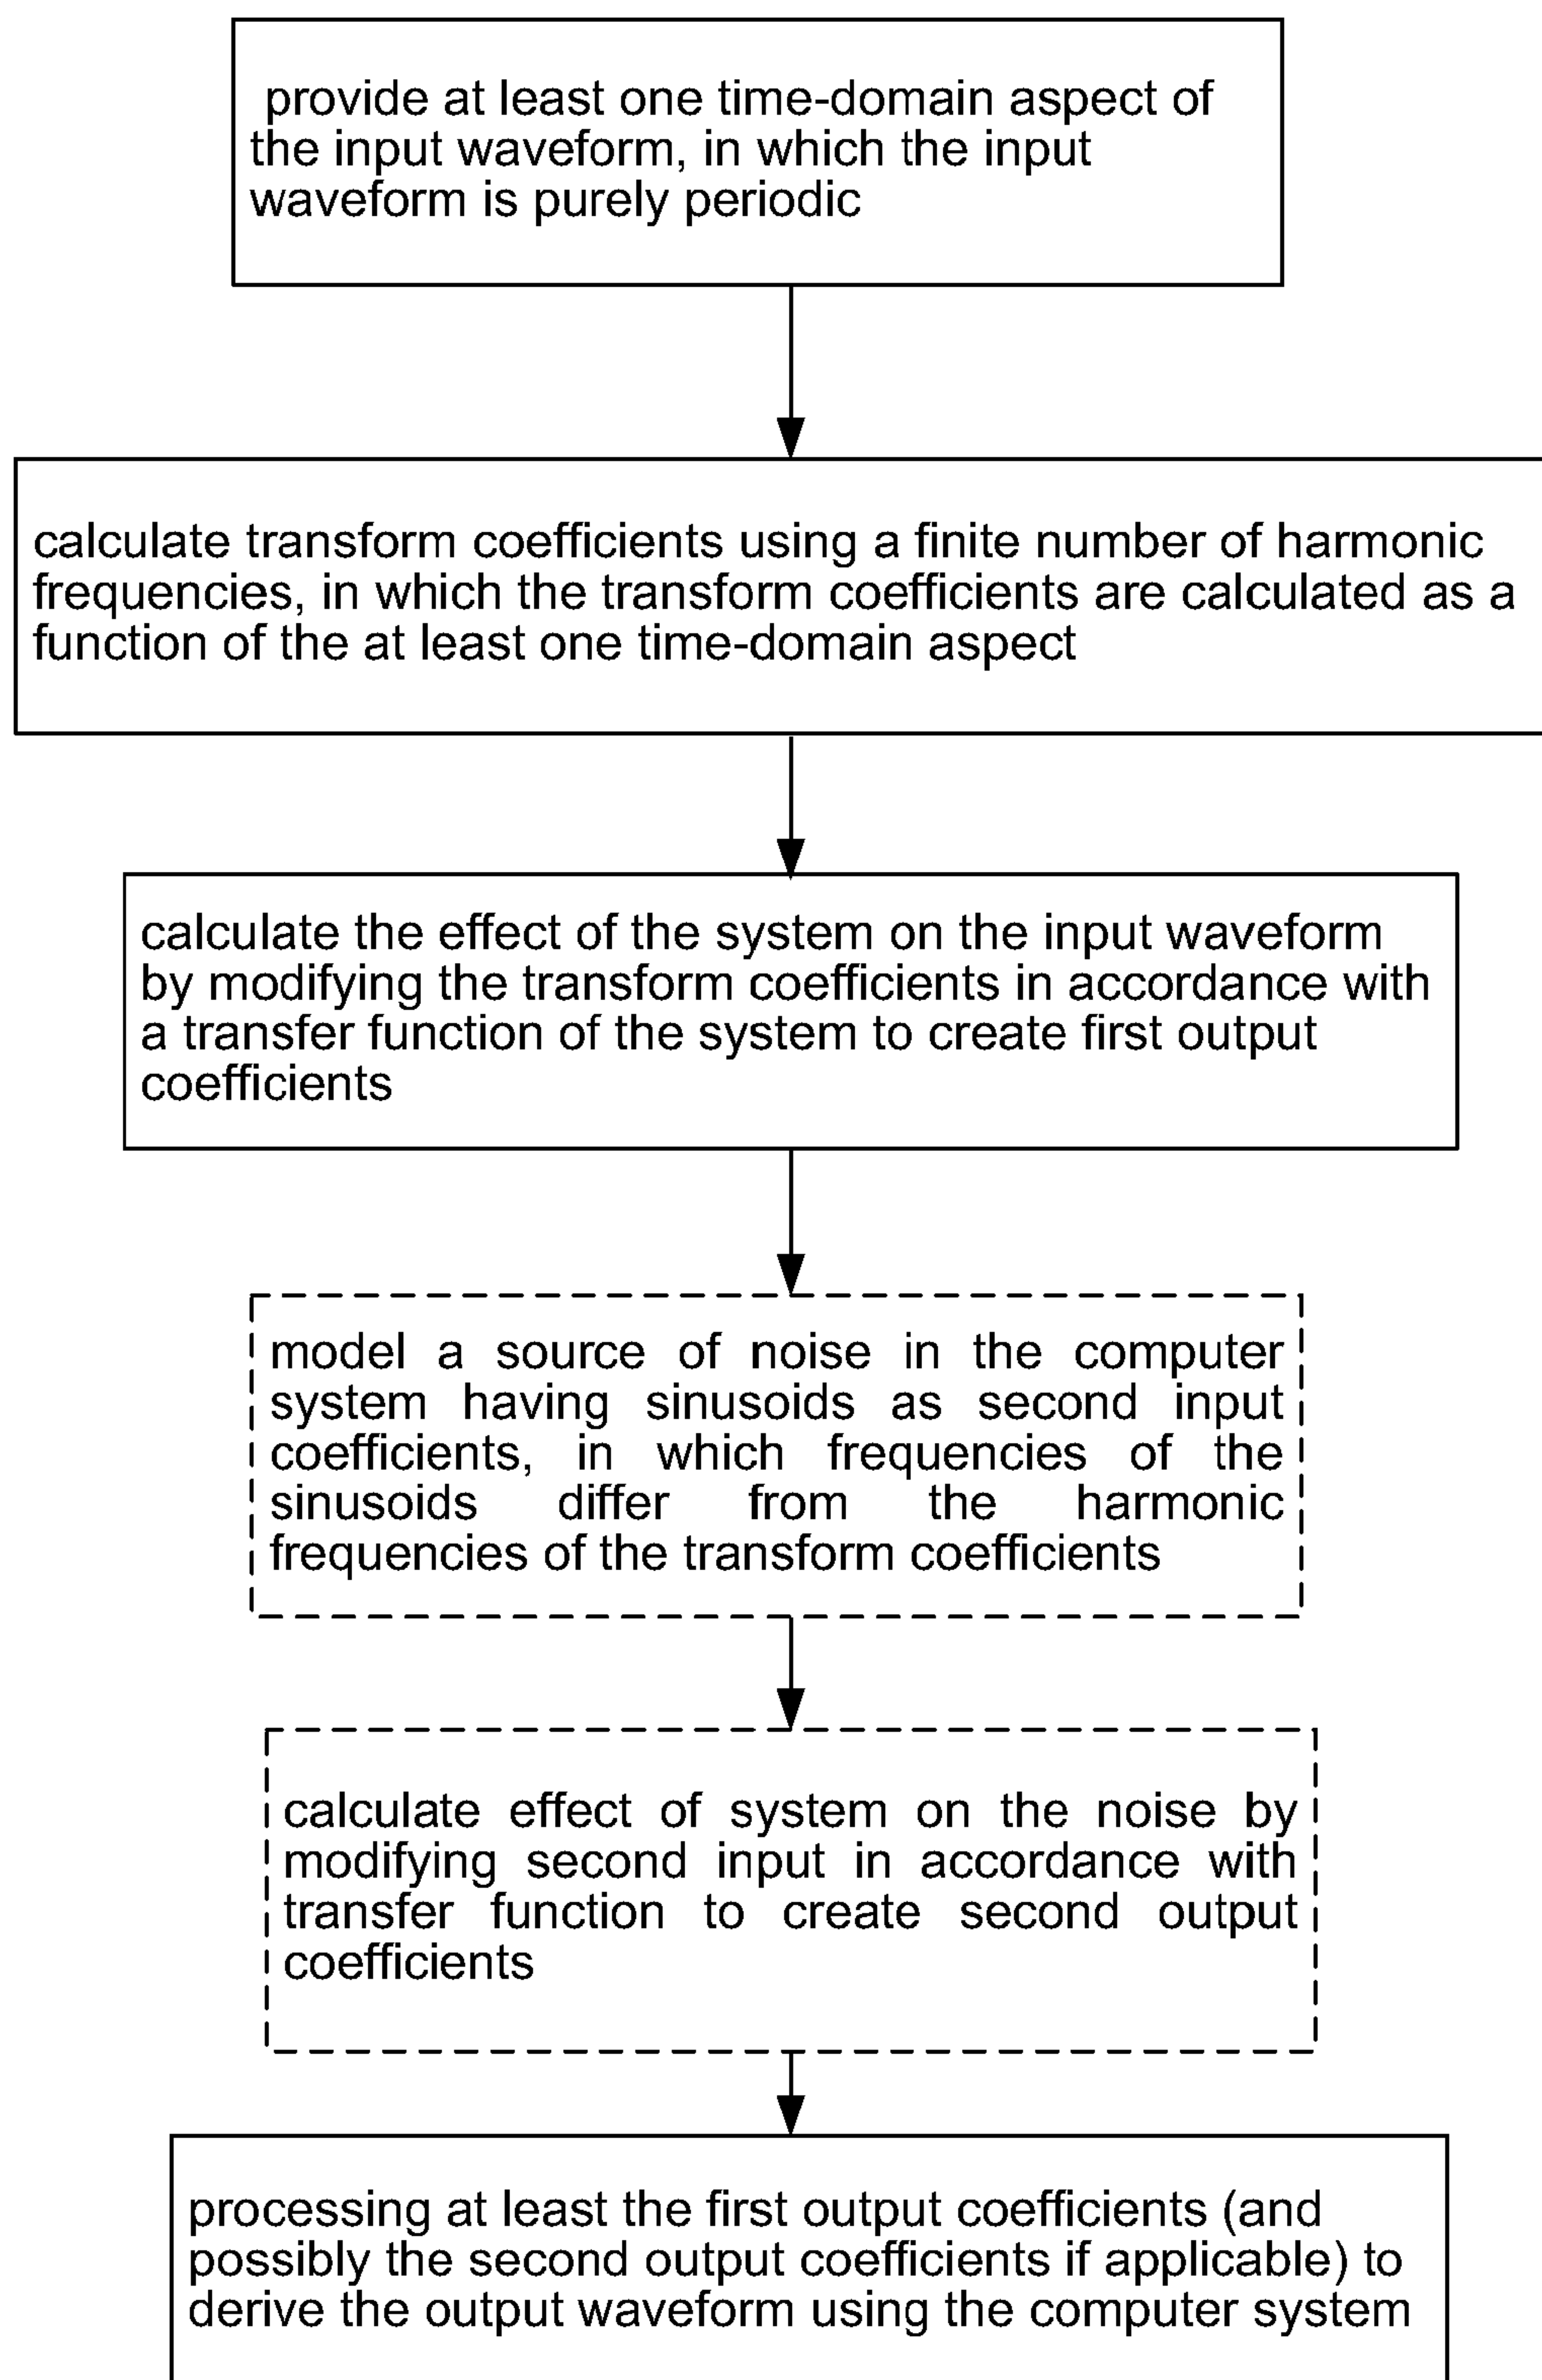 provide at least one time-domain aspect of
the input waveform, in which the input
waveform is purely periodic
calculate transform coefficients using a finite number of harmonic
frequencies, in which the transform coefficients are calculated as a
function of the at least one time-domain aspect
calculate the effect of the system on the input waveform
by modifying the transform coefficients in accordance with
a transfer function of the system to create first output
coefficients
model a source of noise in the computer
system having sinusoids as second input
coefficients, in which frequencies of the
sinusoids differ from the harmonic
frequencies of the transform coefficients
calculate effect of system on the noise by
modifying second input in accordance with
transfer function to create second output
coefficients
processing at least the first output coefficients (and
possibly the second output coefficients if applicable) to
derive the output waveform using the computer system